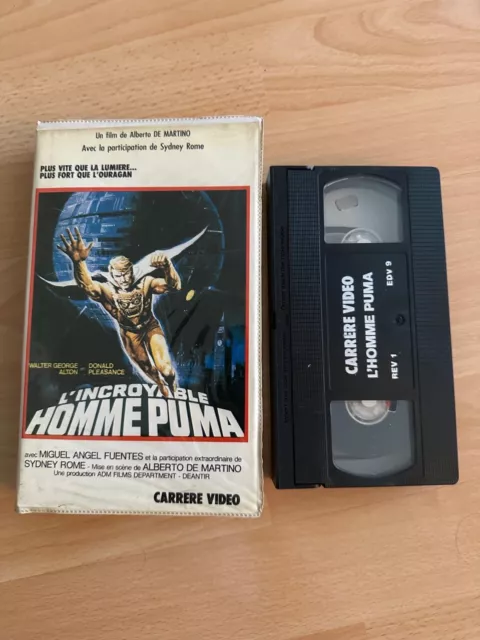 Un film de Alberto DE MARTINO
Avec la participation de Sydney Rome
PLUS VITE QUE LA LUMIERE...
PLUS FORT QUE L'OURAGAN
WALTER GEORGE ALTON
DONALD PLEASANCE
L'INCROYABLE
HOMME PUMA
avec MIGUEL ANGEL FUENTES et la participation extraordinaire de
SYDNEY ROME - Mise en scène de ALBERTO DE MARTINO
Une production ADM FILMS DEPARTMENT - DEANTIR
CARRERE VIDEO
CARRERE VIDEO
L'HOMME PUMA
REV 1
EDV 9